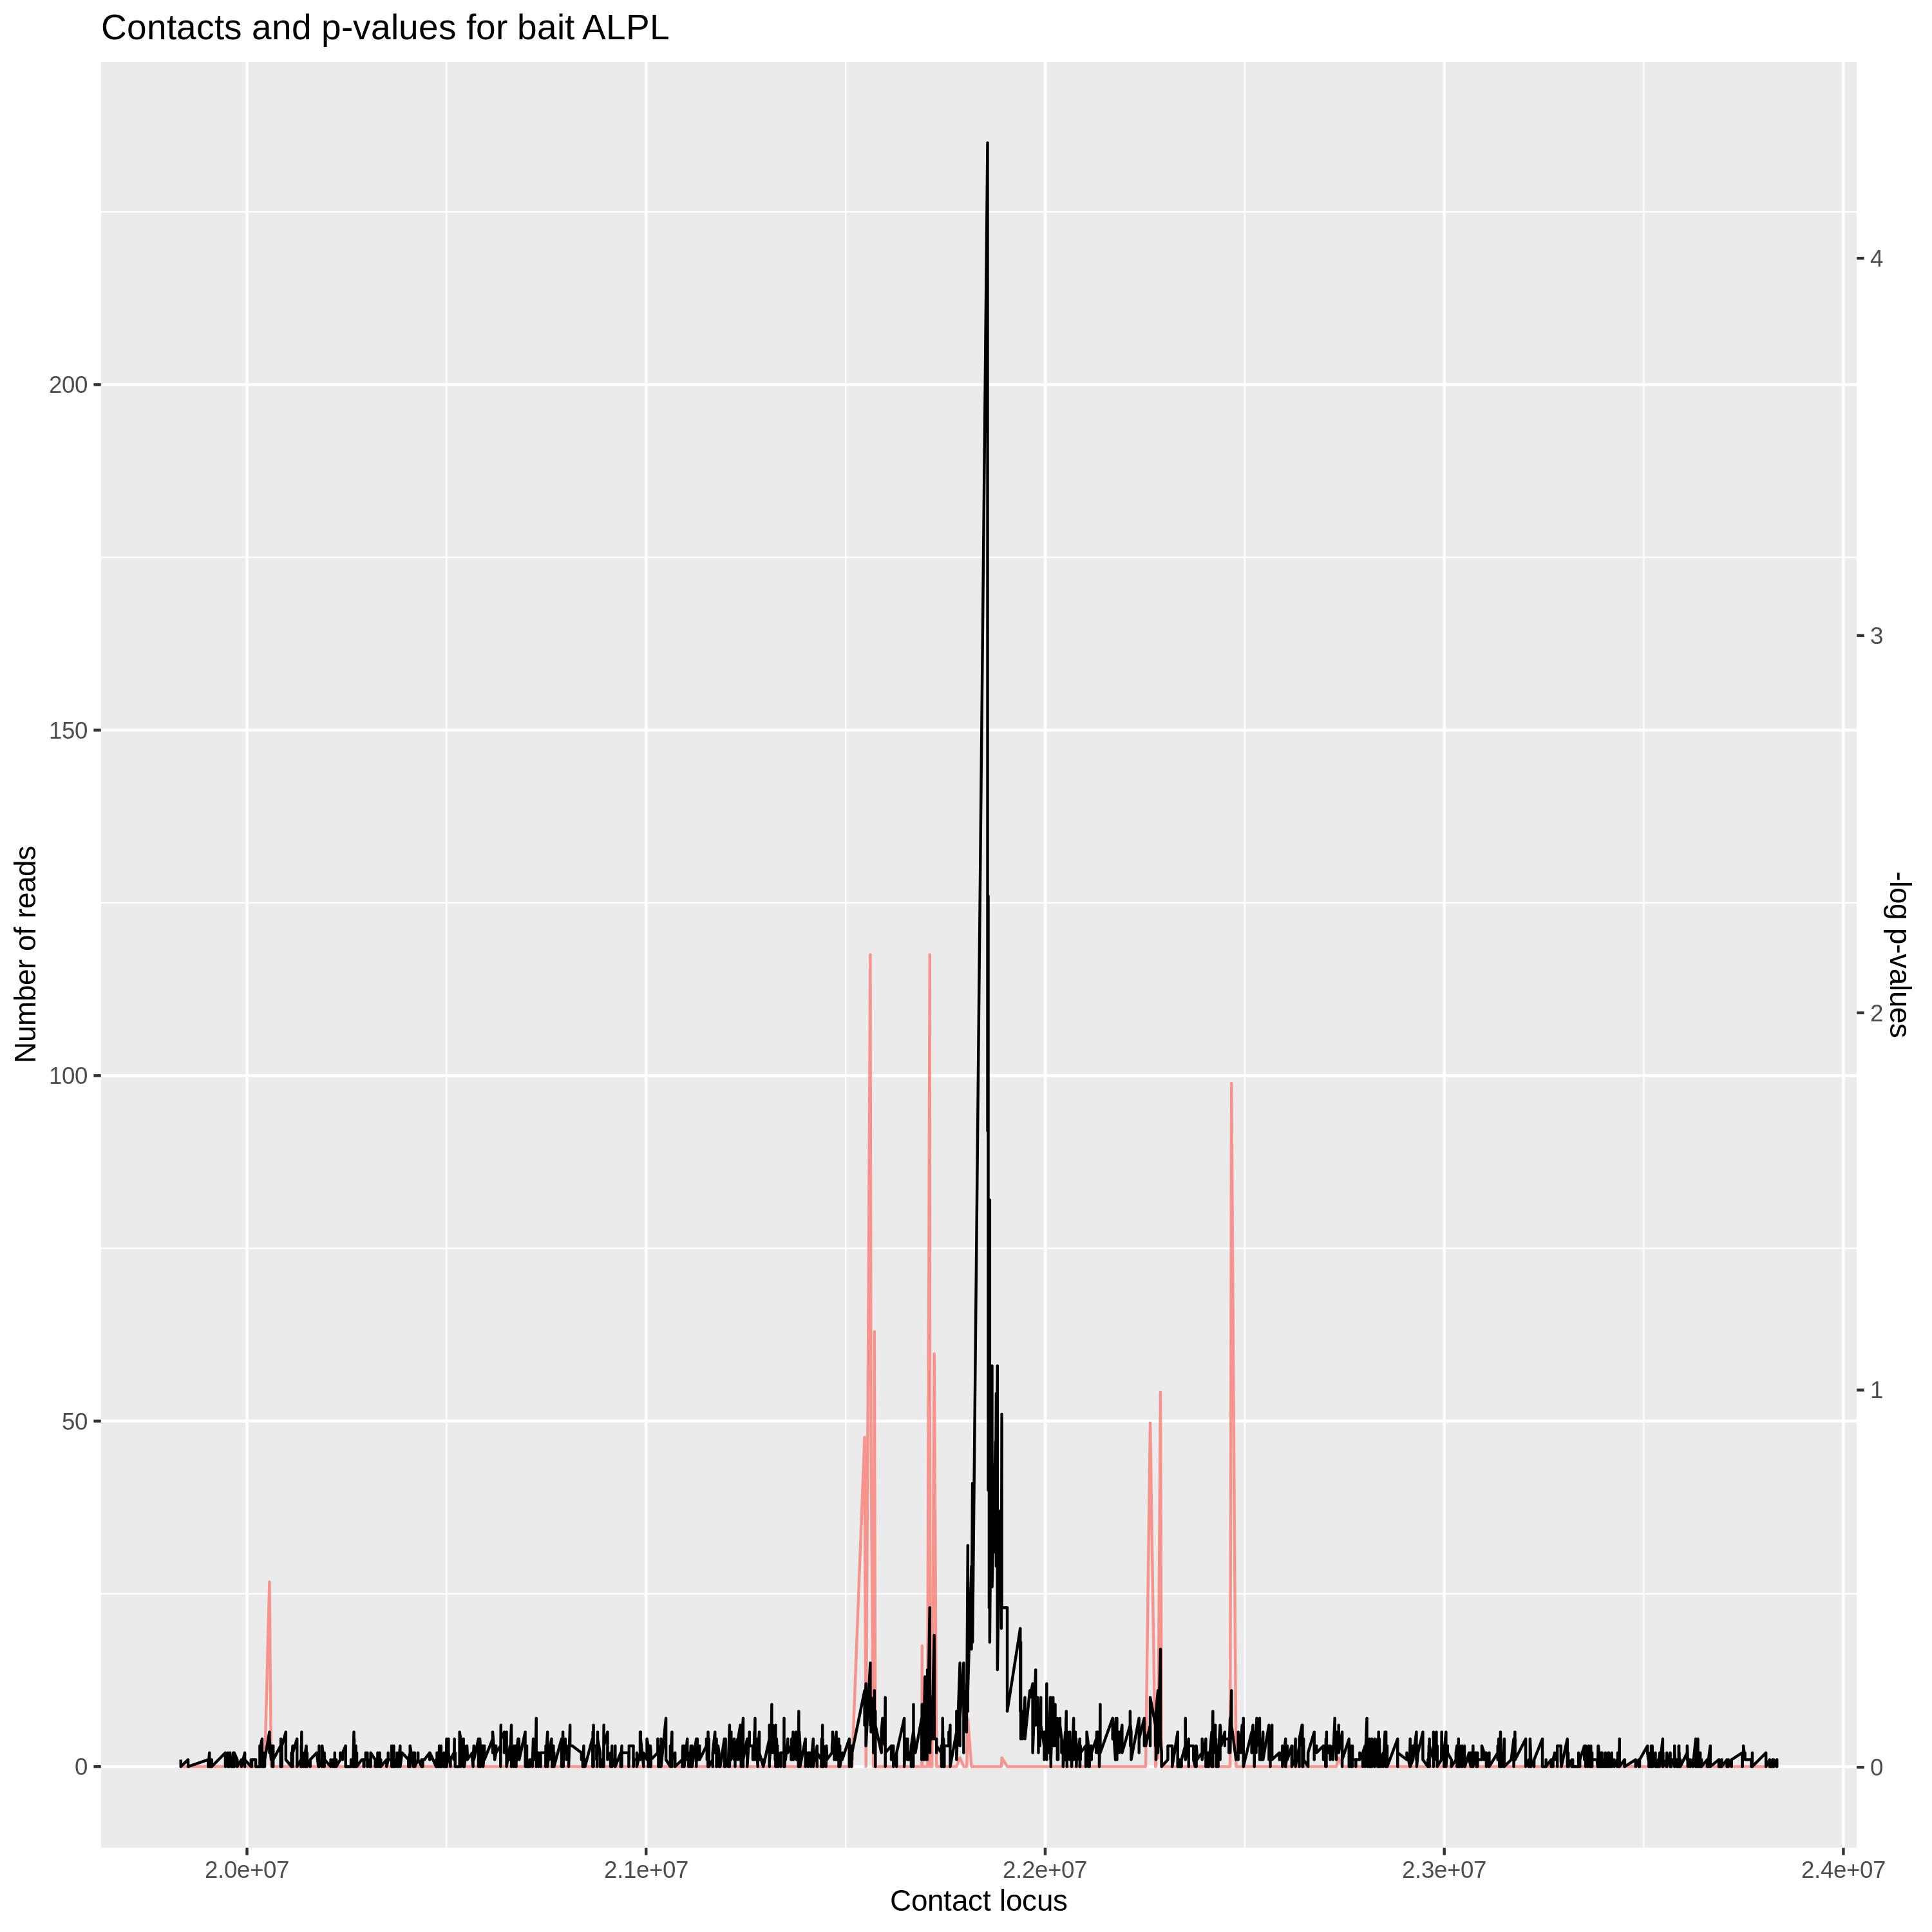 Contacts and p-values for bait ALPL
Number of reads
200
150
100
50
0
4
3
2
1
0
-log p-values
2.0e+07
2.1e+07
2.2e+07
2.3e+07
2.4e+07
Contact locus